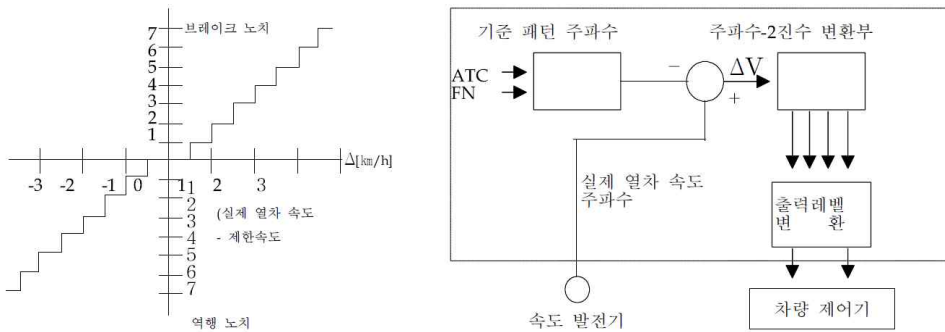 브레이크 노치
7
6
5
4
3
2
1
Δ[㎞/h]
-3 -2 -1 0 1 2 3
1
2
3
4
5
6
7
(실제 열차 속도
- 제한속도
역행 노치
기준 패턴 주파수
주파수-2진수 변환부
ATC
FN
−
ΔV
+
실제 열차 속도
주파수
출력레벨
변 환
속도 발전기
차량 제어기